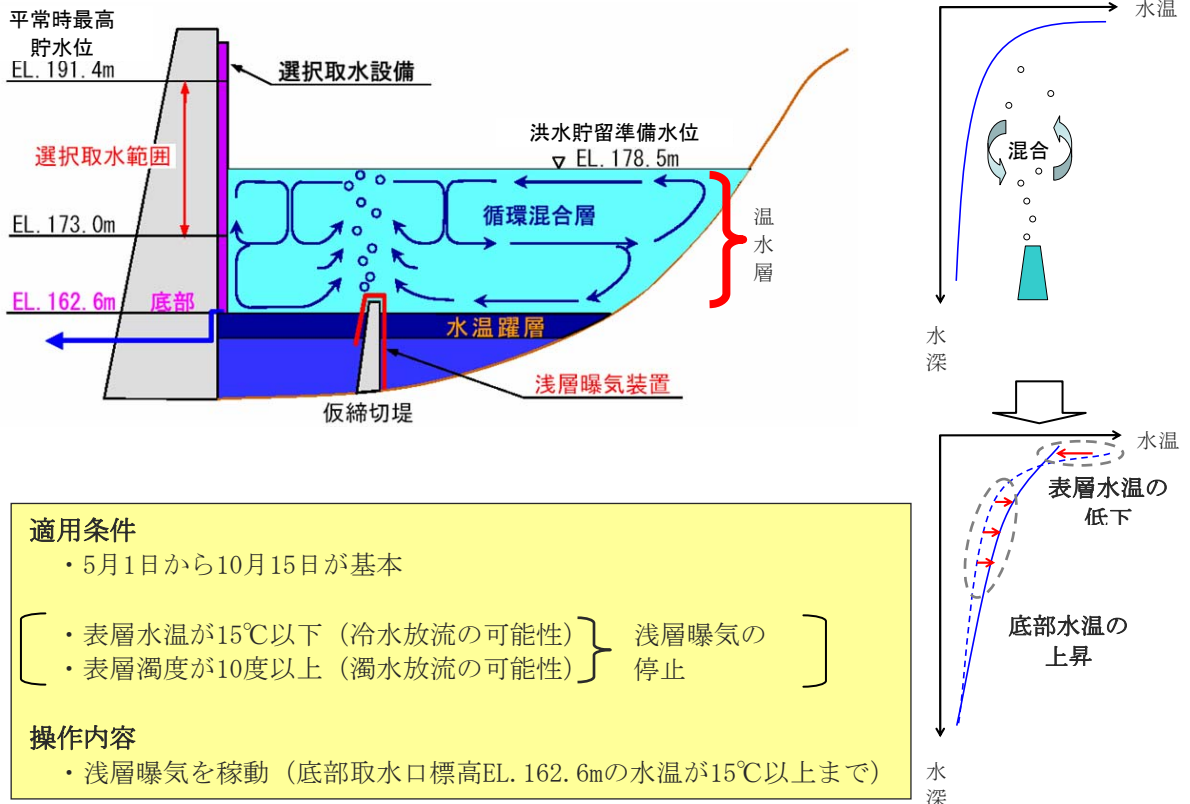 平常時最高
貯水位
EL.191.4m
選択取水設備
選択取水範囲
洪水貯留準備水位
▽ EL.178.5m
循環混合層
温水層
EL.173.0m
EL.162.6m
底部
水温躍層
浅層曝気装置
仮締切堤
水温
混合
水深
水温
表層水温の
低下
底部水温の
上昇
水深
適用条件
・5月1日から10月15日が基本
・表層水温が15℃以下（冷水放流の可能性）
・表層濁度が10度以上（濁水放流の可能性）
浅層曝気の
停止
操作内容
・浅層曝気を稼動（底部取水口標高EL.162.6mの水温が15℃以上まで）